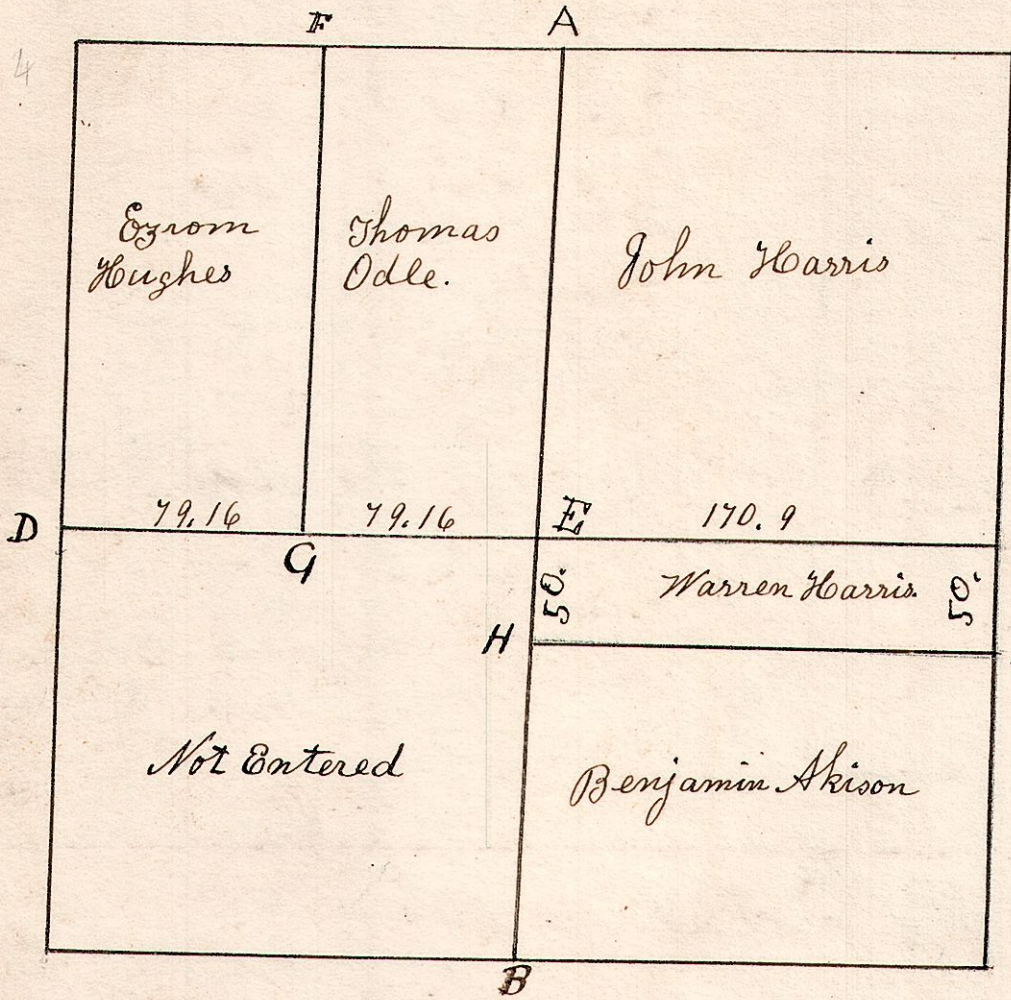 F
A
4
Ezrom
Hughes
Thomas
Odle.
John Harris
D
79.16
79.16
E
170.9
G
50.
Warren Harris.
50.
H
Not Entered
Benjamin Akison
B